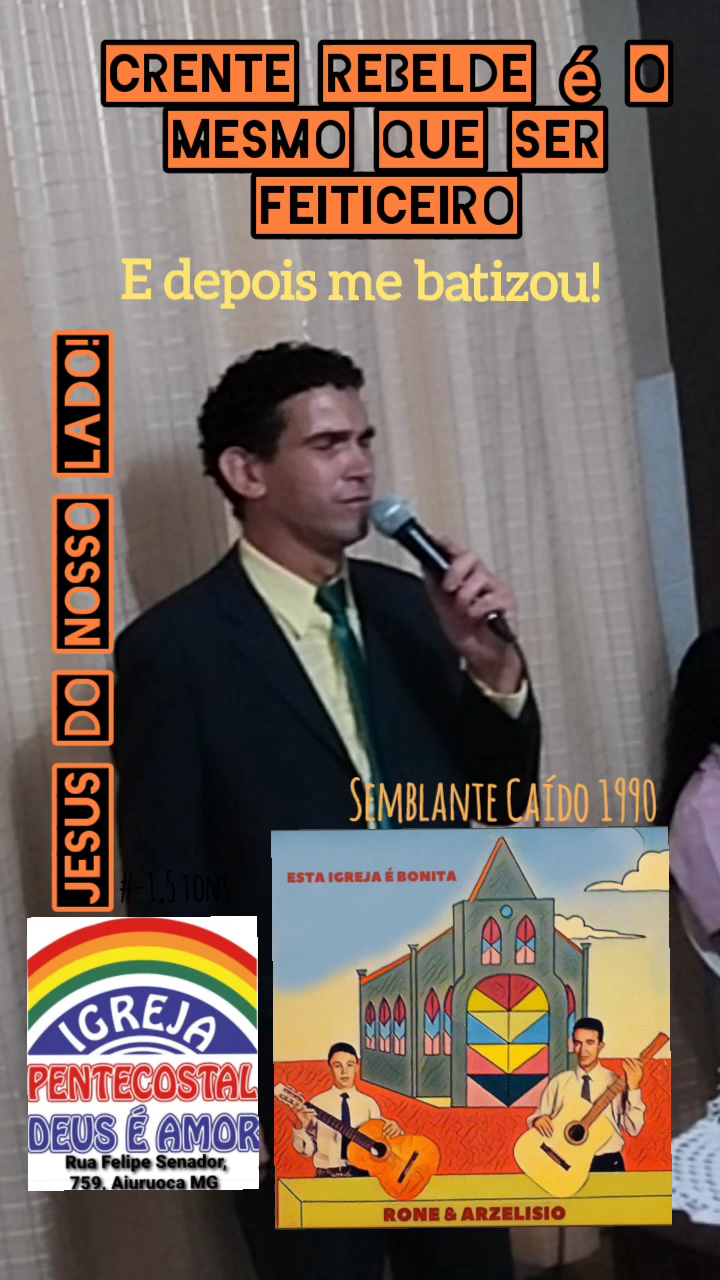 CRENTE REBELDE é O
MESMO QUE SER
FEITICEIRO
E depois me batizou!
JESUS DO NOSSO LADO!
SEMBLANTE CAÍDO 1990
#-1,5 TONS
ESTA IGREJA É BONITA
RONE & ARZELISIO
IGREJA
PENTECOSTAL
DEUS É AMOR
Rua Felipe Senador,
759, Aiuruoca MG